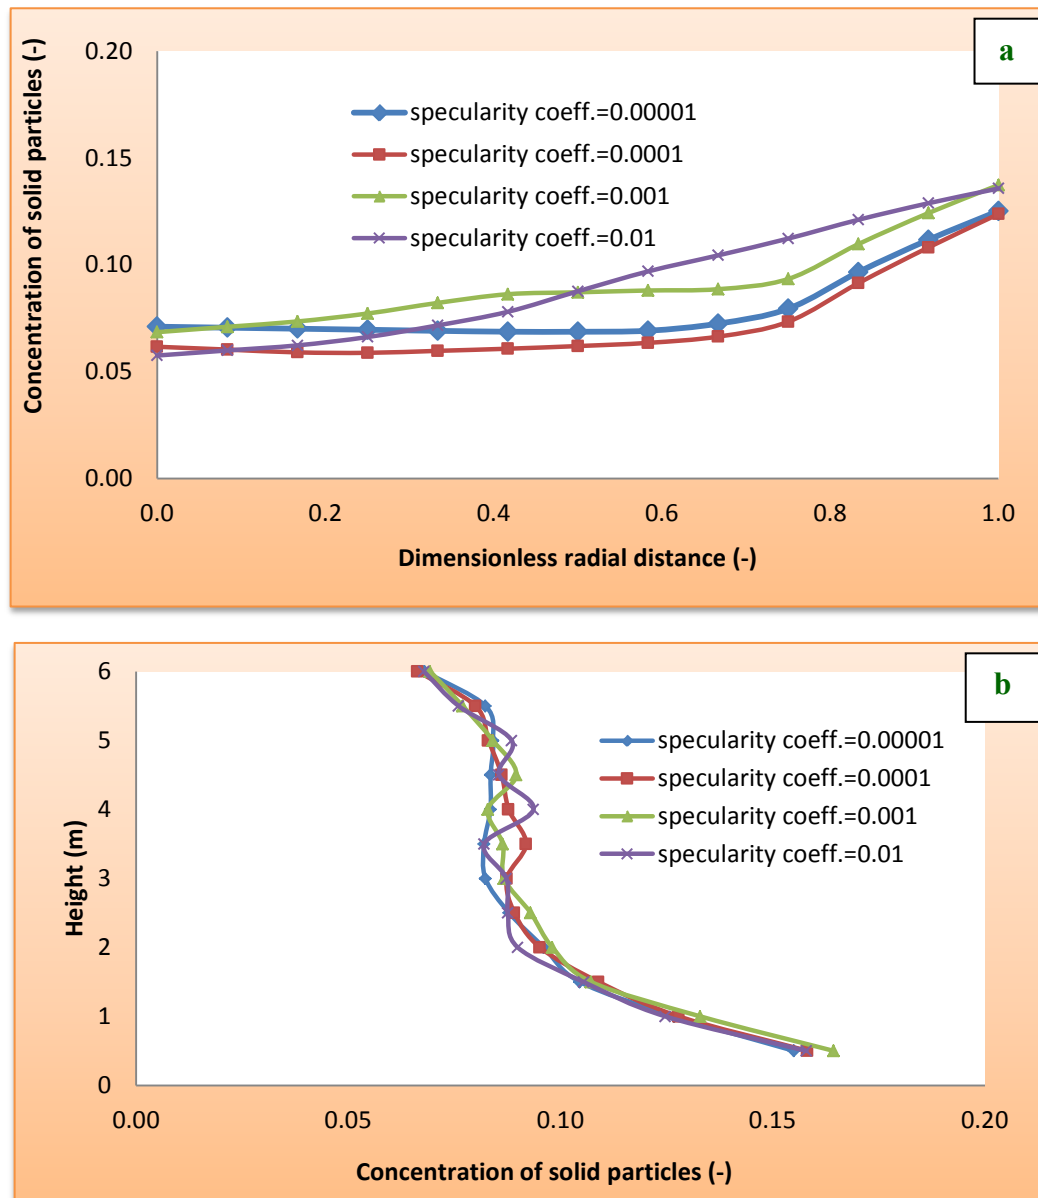 a
Concentration of solid particles (-)
0.20
0.15
0.10
0.05
0.00
speclarity coeff.=0.00001
specularity coeff.=0.0001
specularity coeff.=0.001
specularity coeff.=0.01
0.0 0.2 0.4 0.6 0.8 1.0
Dimensionless radial distance (-)
b
Height (m)
6
5
4
3
2
1
0
specularity coeff.=0.00001
specularity coeff.=0.0001
specularity coeff.=0.001
specularity coeff.=0.01
0.00 0.05 0.10 0.15 0.20
Concentration of solid particles (-)